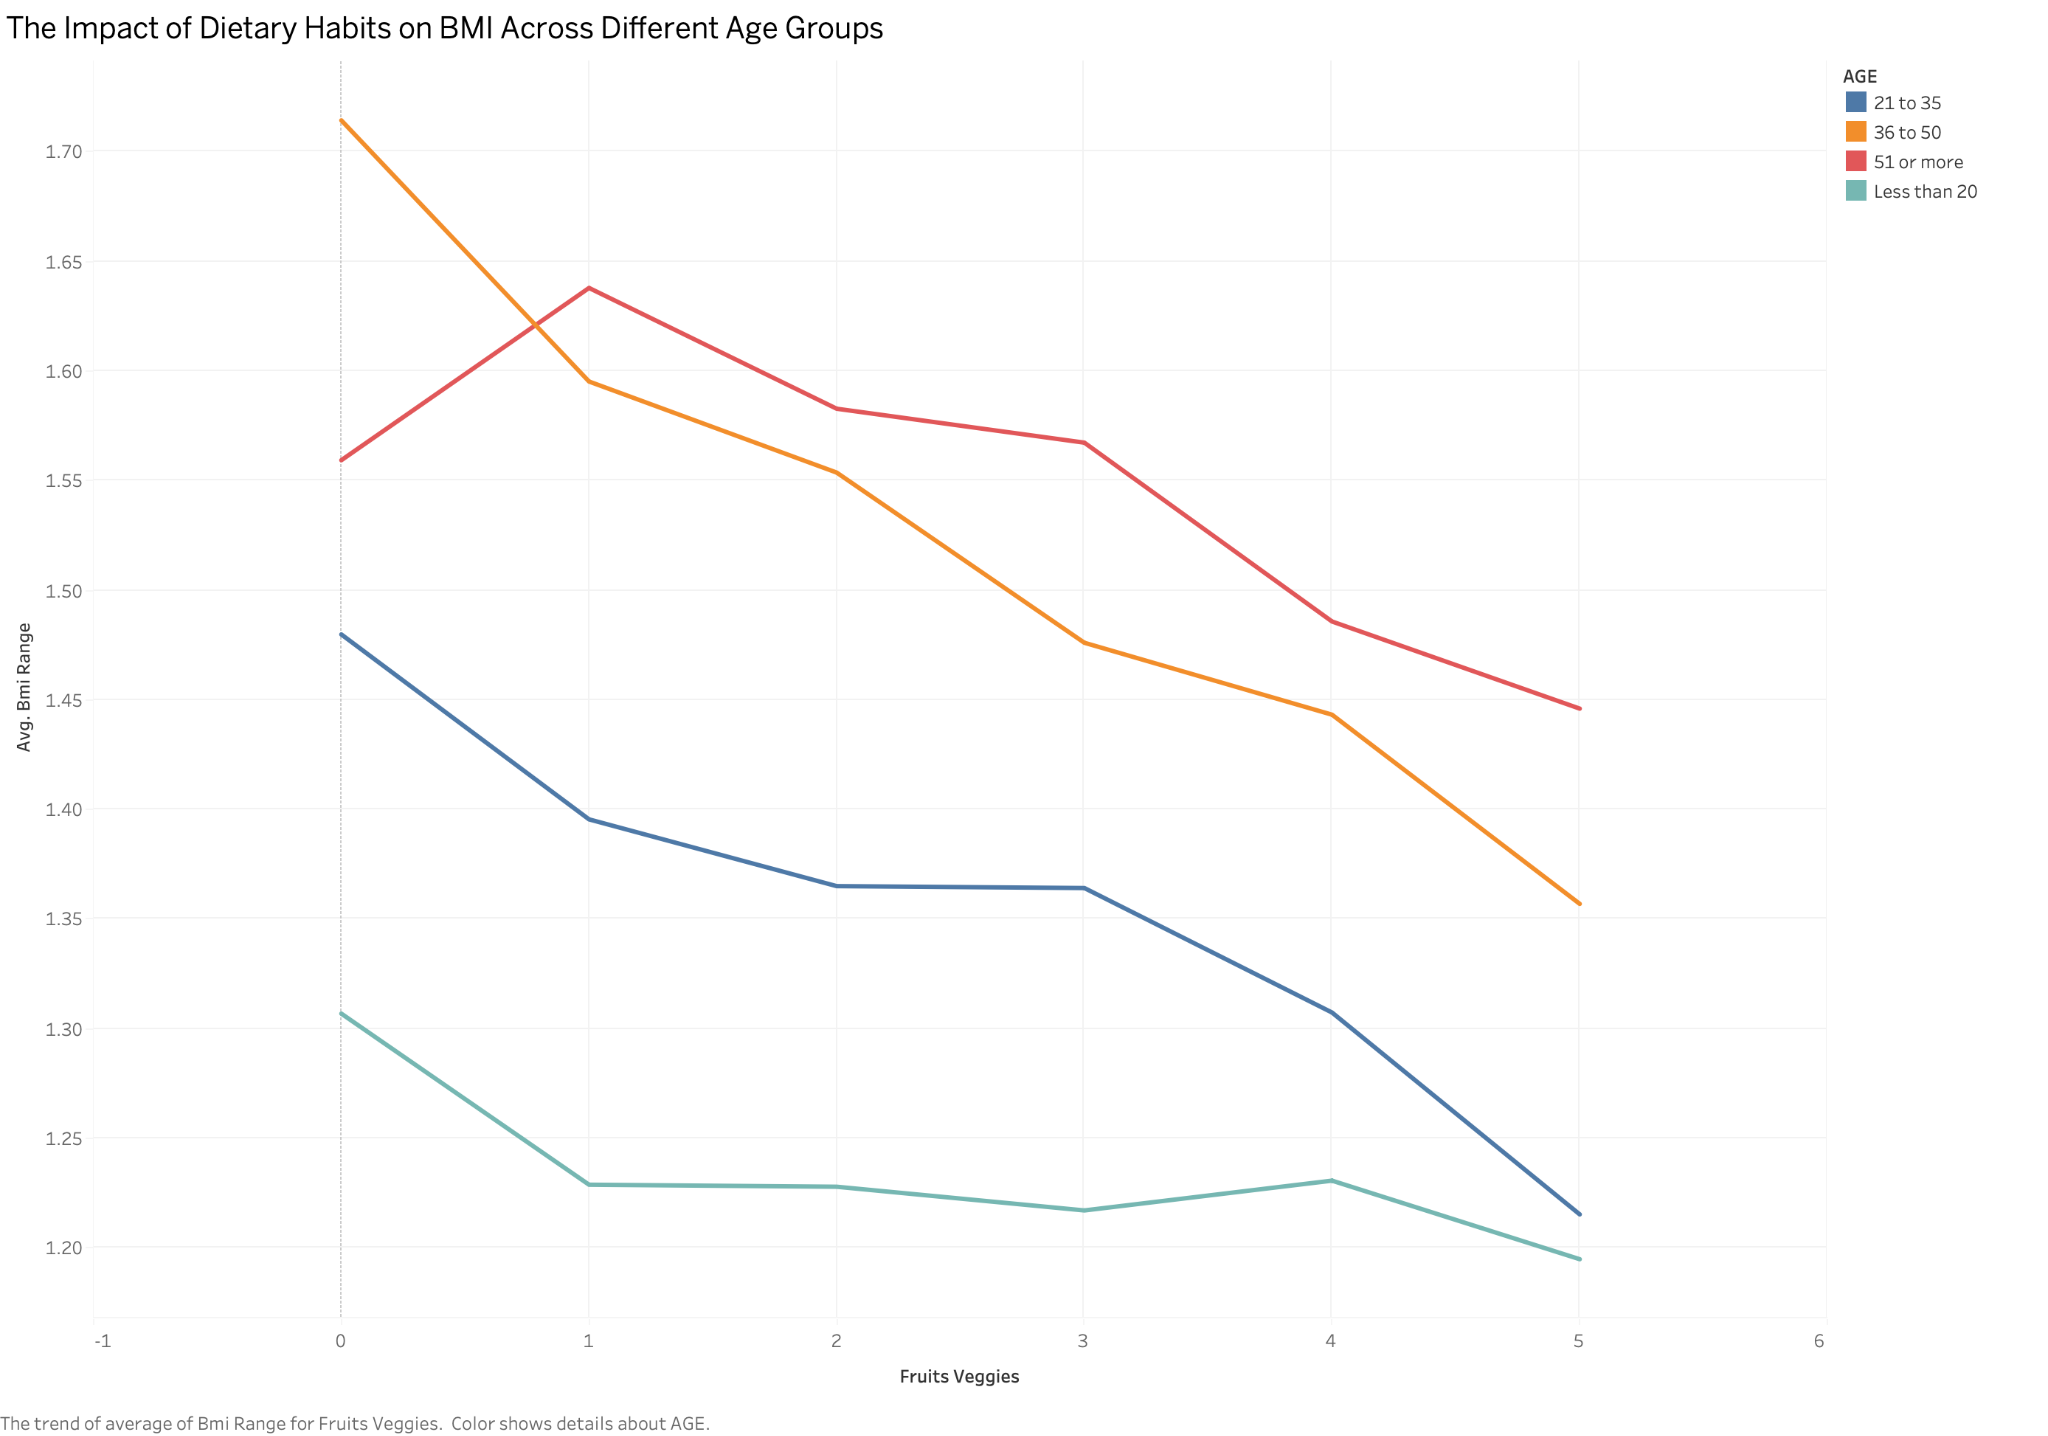 The Impact of Dietary Habits on BMI Across Different Age Groups
AGE
21 to 35
36 to 50
51 or more
Less than 20
Avg. Bmi Range
1.70
1.65
1.60
1.55
1.50
1.45
1.40
1.35
1.30
1.25
1.20
-1 0 1 2 3 4 5 6
Fruits Veggies
The trend of average of Bmi Range for Fruits Veggies.  Color shows details about AGE.